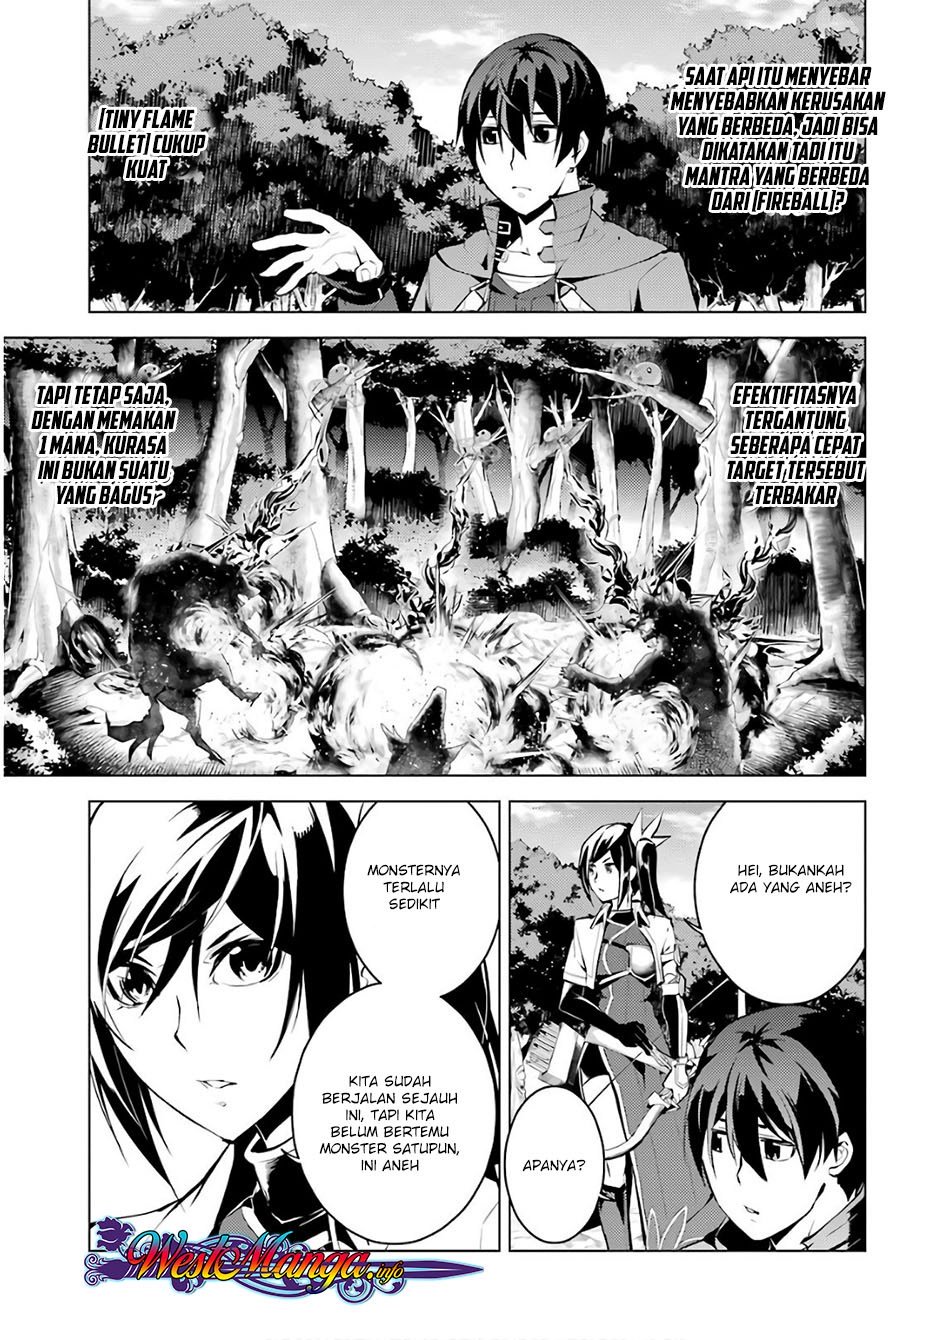 SAAT API ITU MENYEBAR
MENYEBABKAN KERUSAKAN
YANG BERBEDA, JADI BISA
DIKATAKAN TADI ITU
MANTRA YANG BERBEDA
DARI [FIREBALL]?
[TINY FLAME
BULLET] CUKUP
KUAT
EFEKTIFITASNYA
TERGANTUNG
SEBERAPA CEPAT
TARGET TERSEBUT
TERBAKAR
TAPI TETAP SAJA,
DENGAN MEMAKAN
1 MANA, KURASA
INI BUKAN SUATU
YANG BAGUS?
HEI, BUKANKAH
ADA YANG ANEH?
APANYA?
MONSTERNYA
TERLALU
SEDIKIT
KITA SUDAH
BERJALAN SEJAUH
INI, TAPI KITA
BELUM BERTEMU
MONSTER SATUPUN,
INI ANEH
WestManga.info